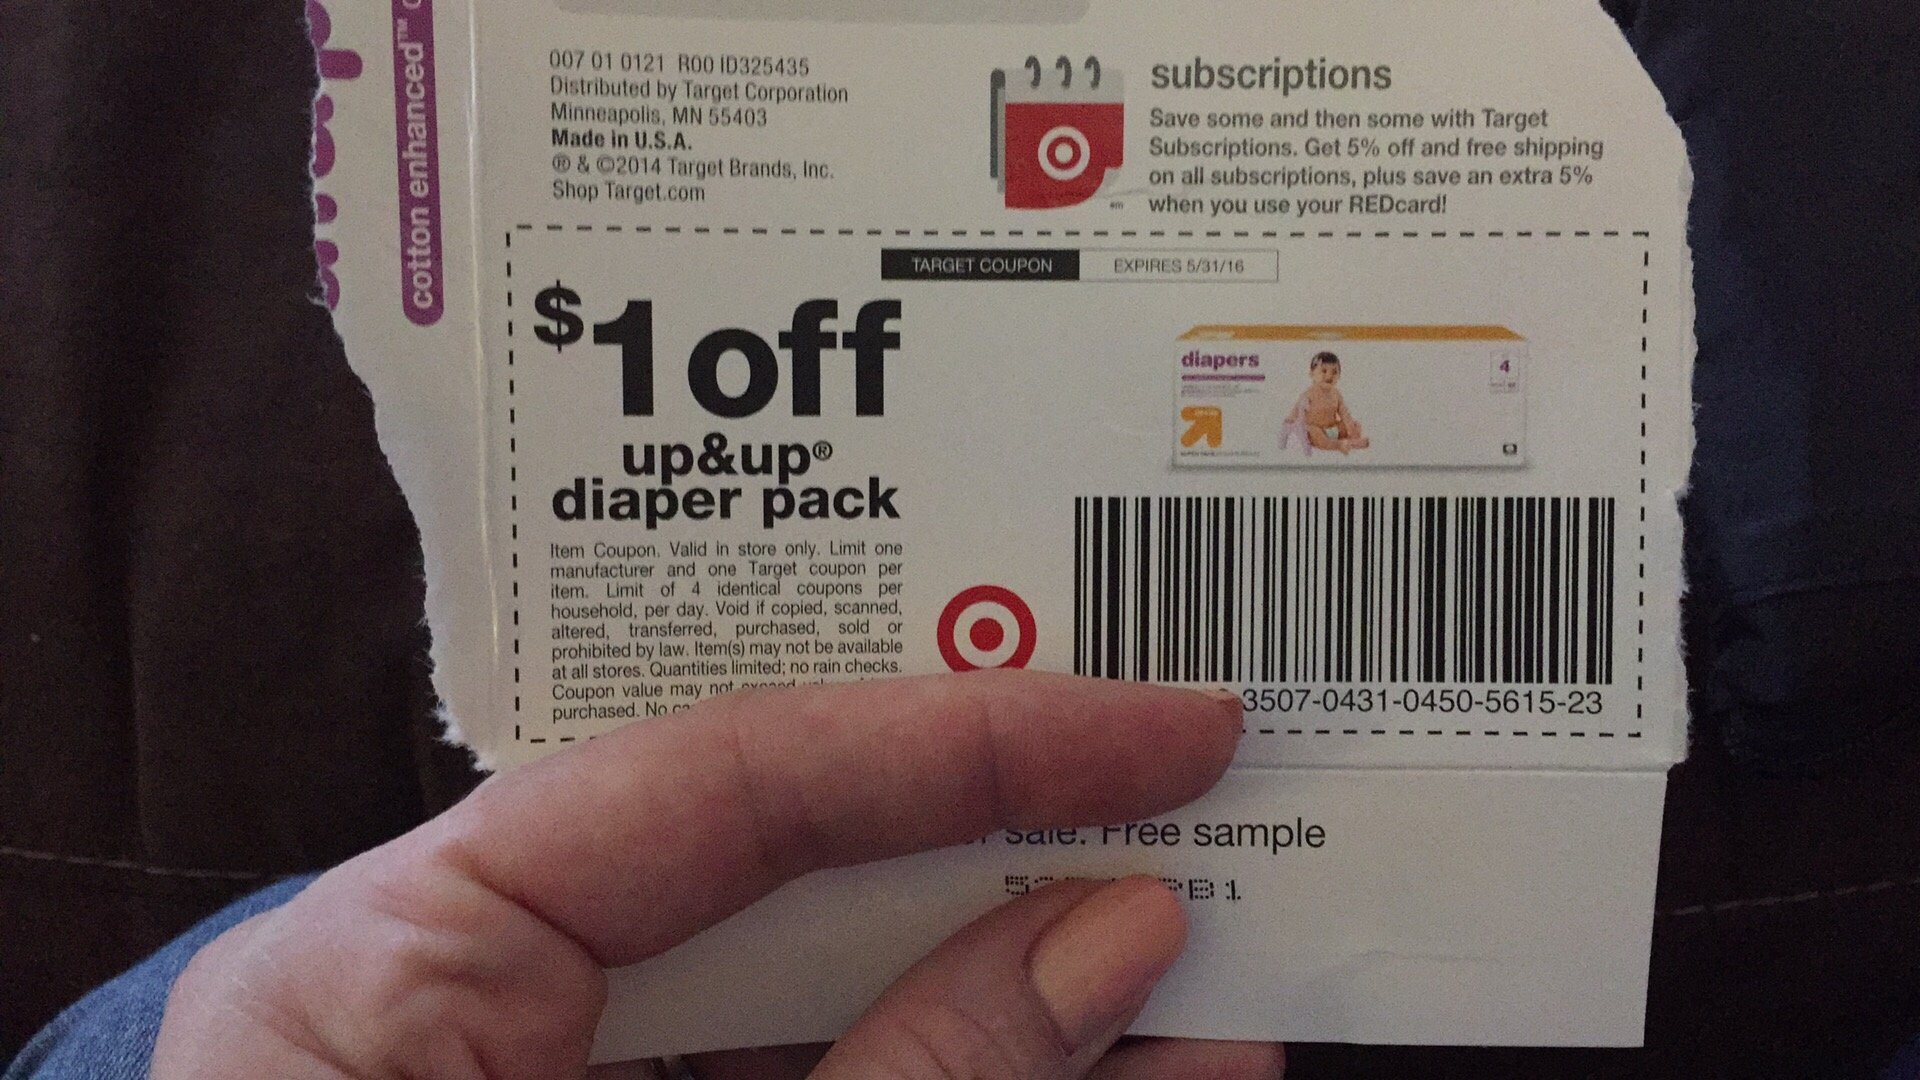 cotton enhanced™
007 01 0121 R00 ID325435
Distributed by Target Corporation
Minneapolis, MN 55403
Made in U.S.A.
® & ©2014 Target Brands, Inc.
Shop Target.com
subscriptions
Save some and then some with Target
Subscriptions. Get 5% off and free shipping
on all subscriptions, plus save an extra 5%
when you use your REDcard!
TARGET COUPON EXPIRES 5/31/16
$1 off
up&up®
diaper pack
Item Coupon. Valid in store only. Limit one
manufacturer and one Target coupon per
item. Limit of 4 identical coupons per
household, per day. Void if copied, scanned,
altered, transferred, purchased, sold or
prohibited by law. Item(s) may not be available
at all stores. Quantities limited; no rain checks.
Coupon value may not
purchased. No
diapers
4
3507-0431-0450-5615-23
sale. Free sample